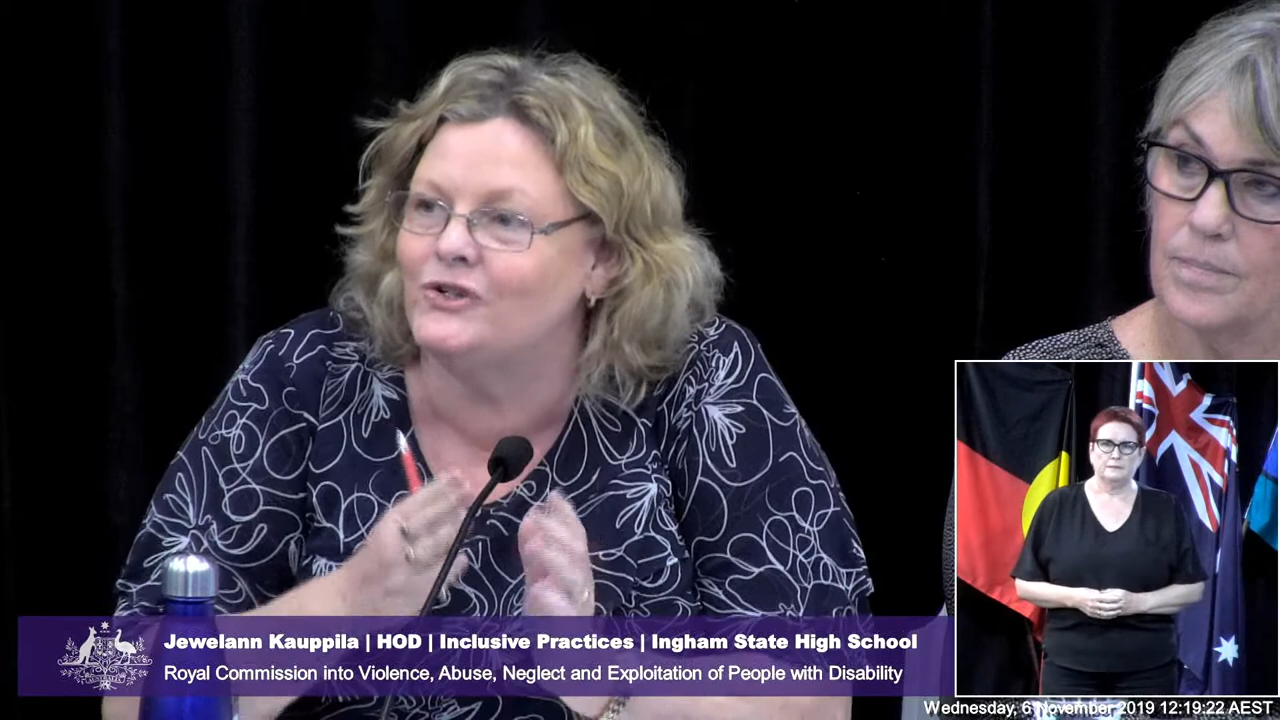 Jewelann Kauppila | HOD | Inclusive Practices | Ingham State High School
Royal Commission into Violence, Abuse, Neglect and Exploitation of People with Disability
Wednesday, 6 November 2019 12:19:22 AEST